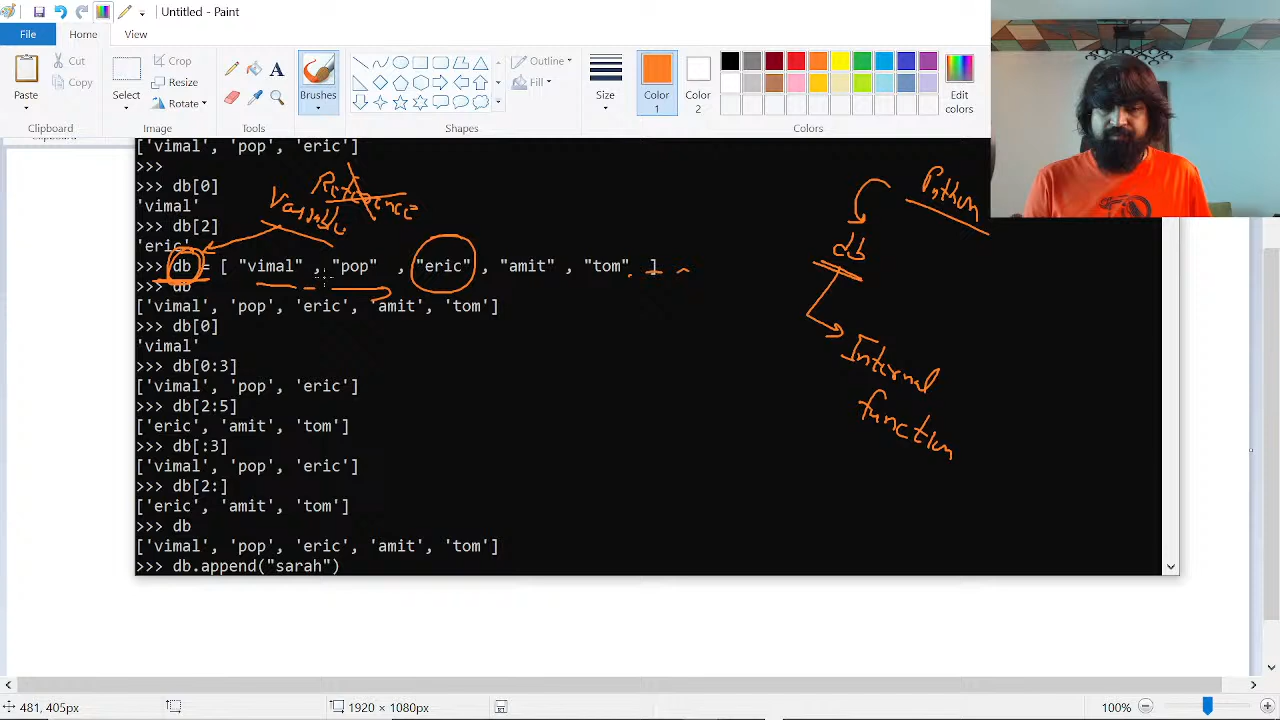 Untitled - Paint
File
Home
View
Paste
Cut
Copy
Select
Crop
Resize
Rotate
Brushes
Shapes
Outline
Fill
Size
Color 1
Color 2
Edit colors
Clipboard
Image
Tools
Shapes
Colors
['vimal', 'pop', 'eric']
>>> db[0]
'vimal'
>>> db[2]
'eric'
>>> db = [ "vimal" , "pop" , "eric" , "amit" , "tom" ]
>>> db
['vimal', 'pop', 'eric', 'amit', 'tom']
>>> db[0]
'vimal'
>>> db[0:3]
['vimal', 'pop', 'eric']
>>> db[2:5]
['eric', 'amit', 'tom']
>>> db[:3]
['vimal', 'pop', 'eric']
>>> db[2:]
['eric', 'amit', 'tom']
>>> db
['vimal', 'pop', 'eric', 'amit', 'tom']
>>> db.append("sarah")
Reference
Variable
Python
db
Internal
function
481, 405px
1920 × 1080px
100%